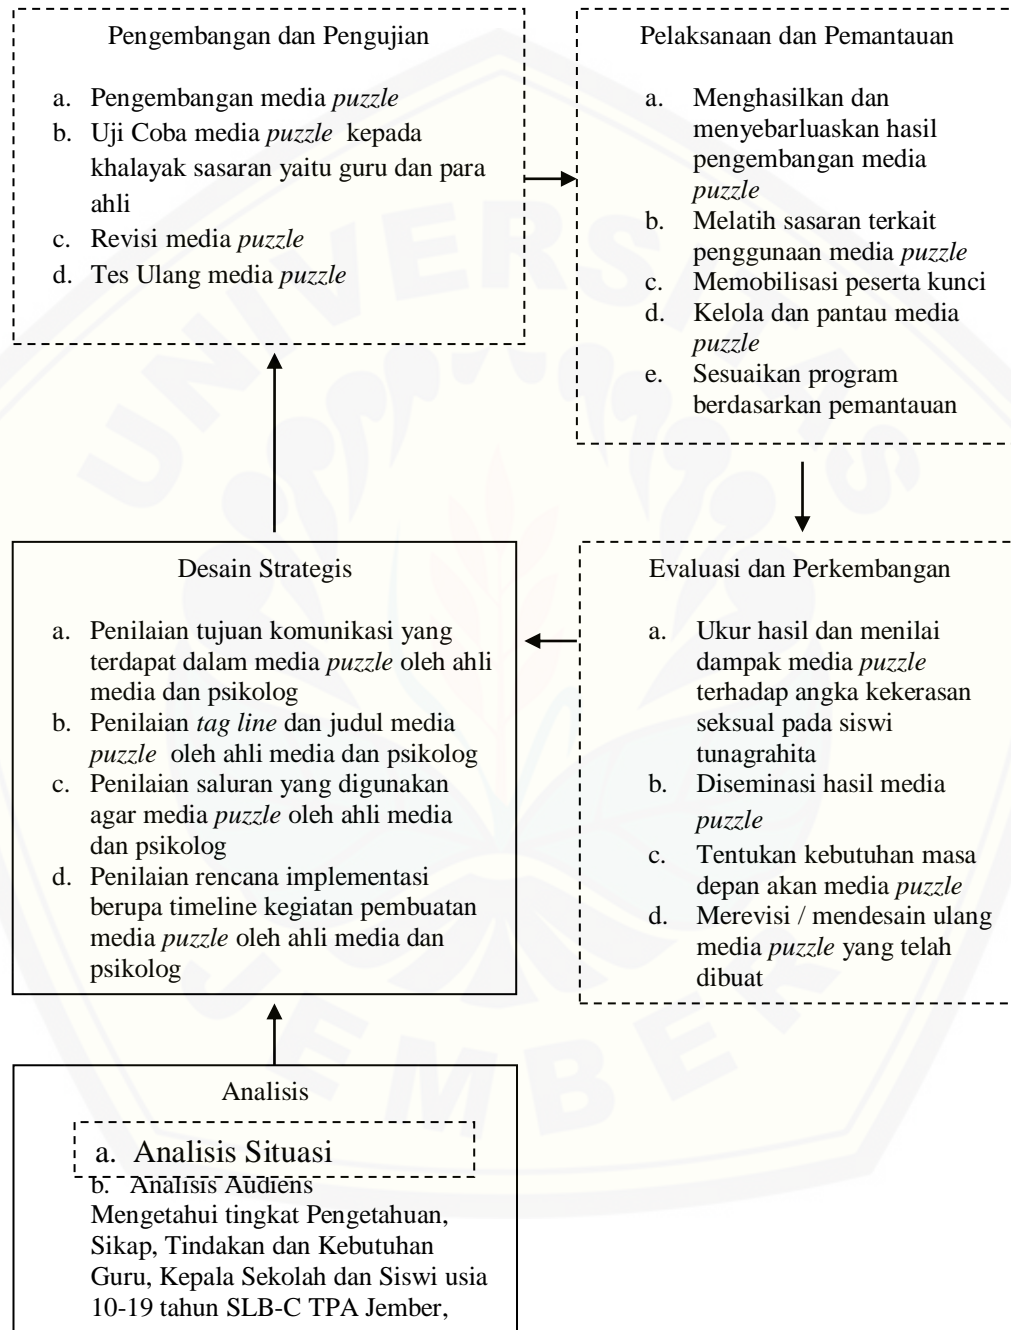 Pengembangan dan Pengujian
a. Pengembangan media puzzle
b. Uji Coba media puzzle kepada
khalayak sasaran yaitu guru dan para
ahli
c. Revisi media puzzle
d. Tes Ulang media puzzle
Pelaksanaan dan Pemantauan
a. Menghasilkan dan
menyebarluaskan hasil
pengembangan media
puzzle
b. Melatih sasaran terkait
penggunaan media puzzle
c. Memobilisasi peserta kunci
d. Kelola dan pantau media
puzzle
e. Sesuaikan program
berdasarkan pemantauan
Desain Strategis
a. Penilaian tujuan komunikasi yang
terdapat dalam media puzzle oleh ahli
media dan psikolog
b. Penilaian tag line dan judul media
puzzle oleh ahli media dan psikolog
c. Penilaian saluran yang digunakan
agar media puzzle oleh ahli media
dan psikolog
d. Penilaian rencana implementasi
berupa timeline kegiatan pembuatan
media puzzle oleh ahli media dan
psikolog
Evaluasi dan Perkembangan
a. Ukur hasil dan menilai
dampak media puzzle
terhadap angka kekerasan
seksual pada siswi
tunagrahita
b. Diseminasi hasil media
puzzle
c. Tentukan kebutuhan masa
depan akan media puzzle
d. Merevisi / mendesain ulang
media puzzle yang telah
dibuat
Analisis
a. Analisis Situasi
b. Analisis Audiens
Mengetahui tingkat Pengetahuan,
Sikap, Tindakan dan Kebutuhan
Guru, Kepala Sekolah dan Siswi usia
10-19 tahun SLB-C TPA Jember,
UNIVERSITAS
JEMBER